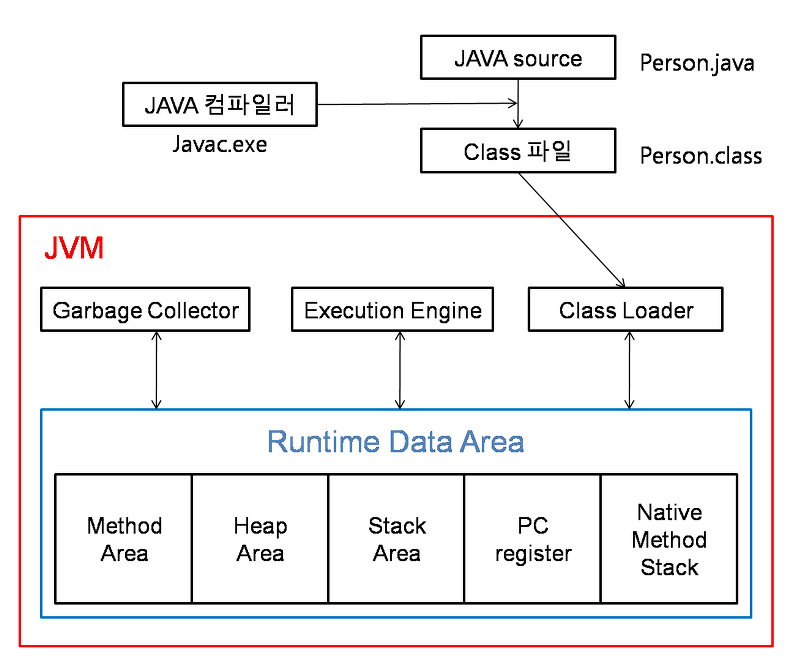 JAVA source
Person.java
JAVA 컴파일러
Javac.exe
Class 파일
Person.class
JVM
Garbage Collector
Execution Engine
Class Loader
Runtime Data Area
Method
Area
Heap
Area
Stack
Area
PC
register
Native
Method
Stack